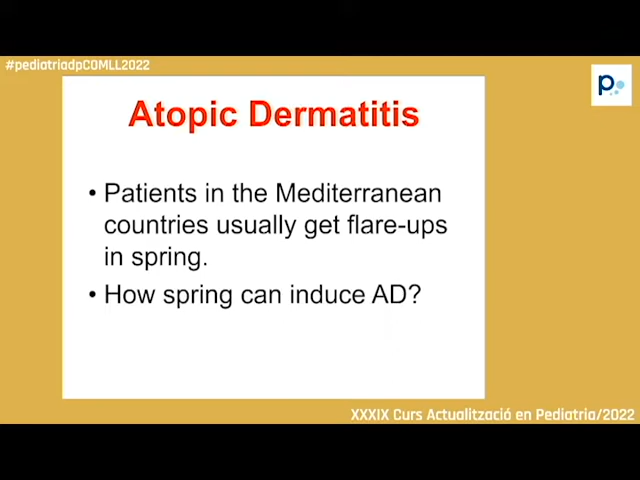 #pediatriadpCOMLL2022
p
Atopic Dermatitis
• Patients in the Mediterranean
countries usually get flare-ups
in spring.
• How spring can induce AD?
XXXIX Curs Actualització en Pediatria/2022